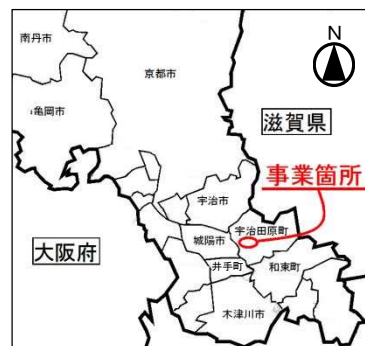 N
南丹市
京都市
亀岡市
滋賀県
事業箇所
宇治市
宇治田原町
城陽市
大阪府
井手町
和束町
木津川市